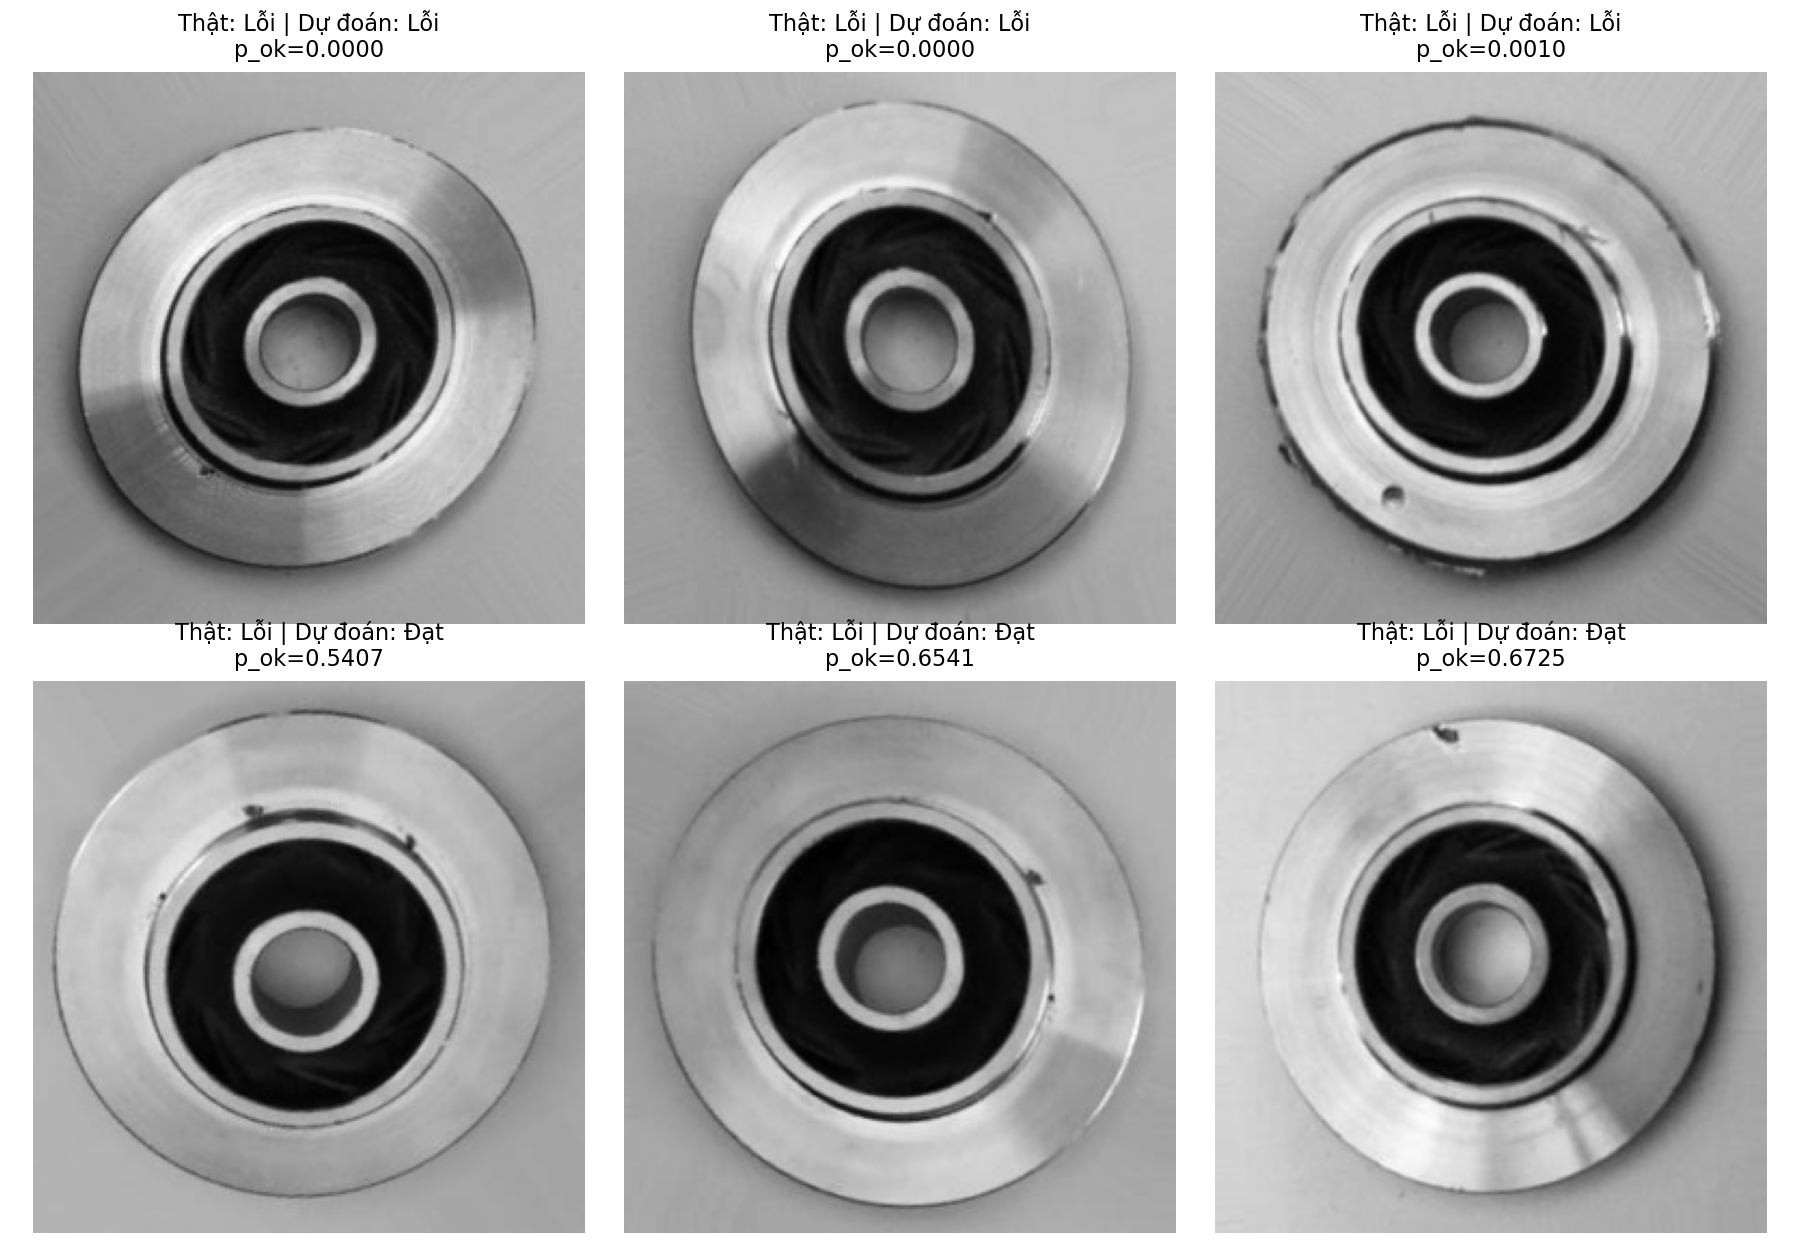 Thật: Lỗi | Dự đoán: Lỗi
p_ok=0.0000
Thật: Lỗi | Dự đoán: Lỗi
p_ok=0.0000
Thật: Lỗi | Dự đoán: Lỗi
p_ok=0.0010
Thật: Lỗi | Dự đoán: Đạt
p_ok=0.5407
Thật: Lỗi | Dự đoán: Đạt
p_ok=0.6541
Thật: Lỗi | Dự đoán: Đạt
p_ok=0.6725